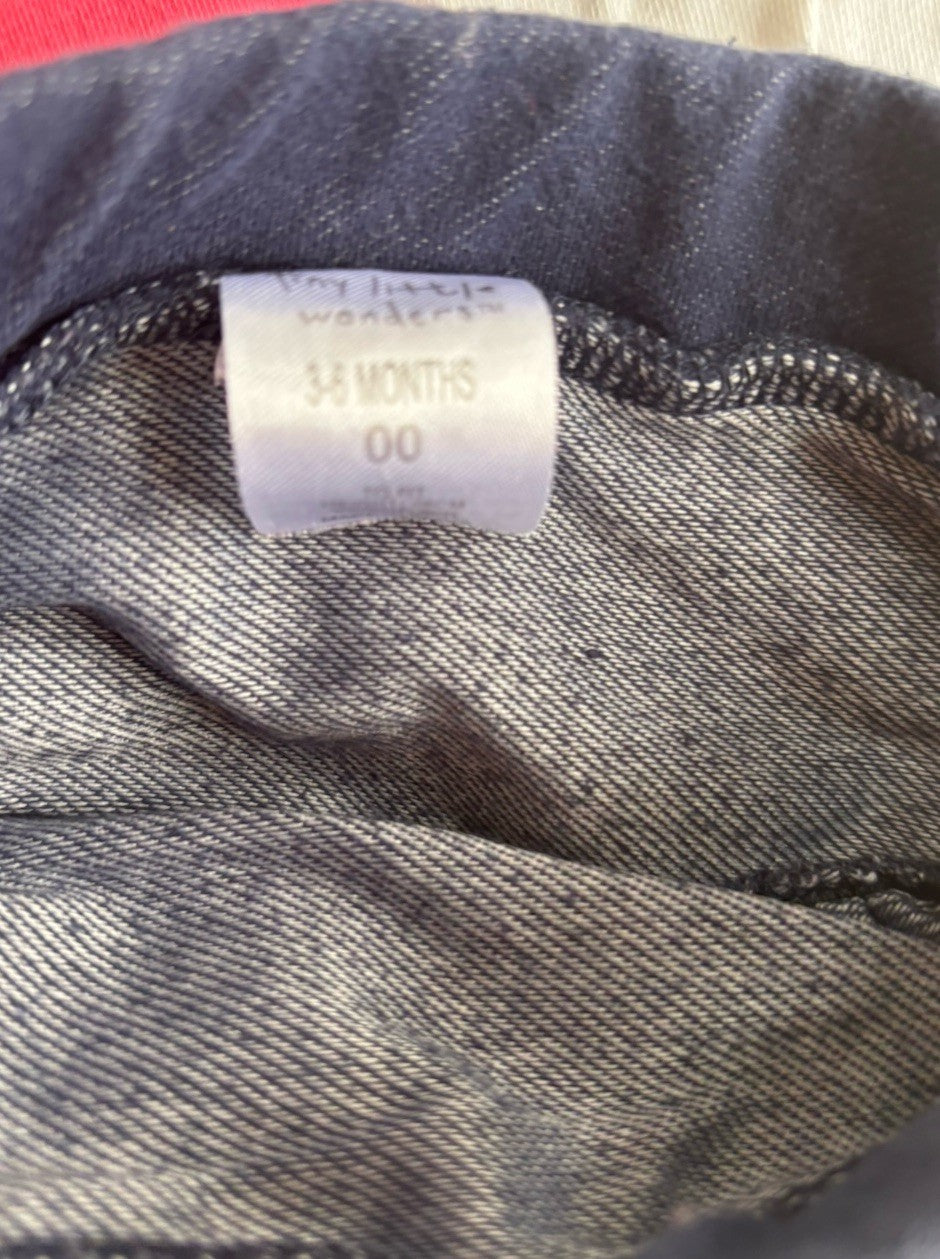 tiny little
wonders™
3-6 MONTHS
00